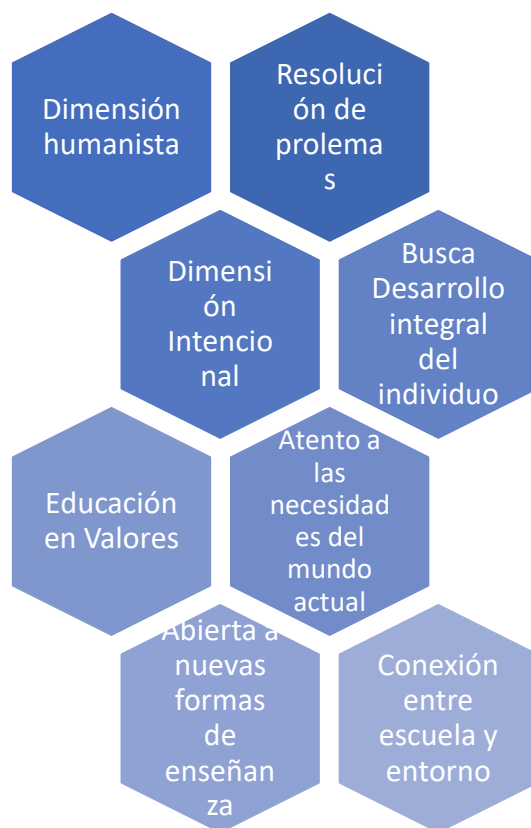 Dimensión
humanista
Resoluci
ón de
prolema
s
Dimensi
ón
Intencio
nal
Busca
Desarrollo
integral
del
individuo
Educación
en Valores
Atento a
las
necesidad
es del
mundo
actual
Abierta a
nuevas
formas
de
enseñan
za
Conexión
entre
escuela y
entorno